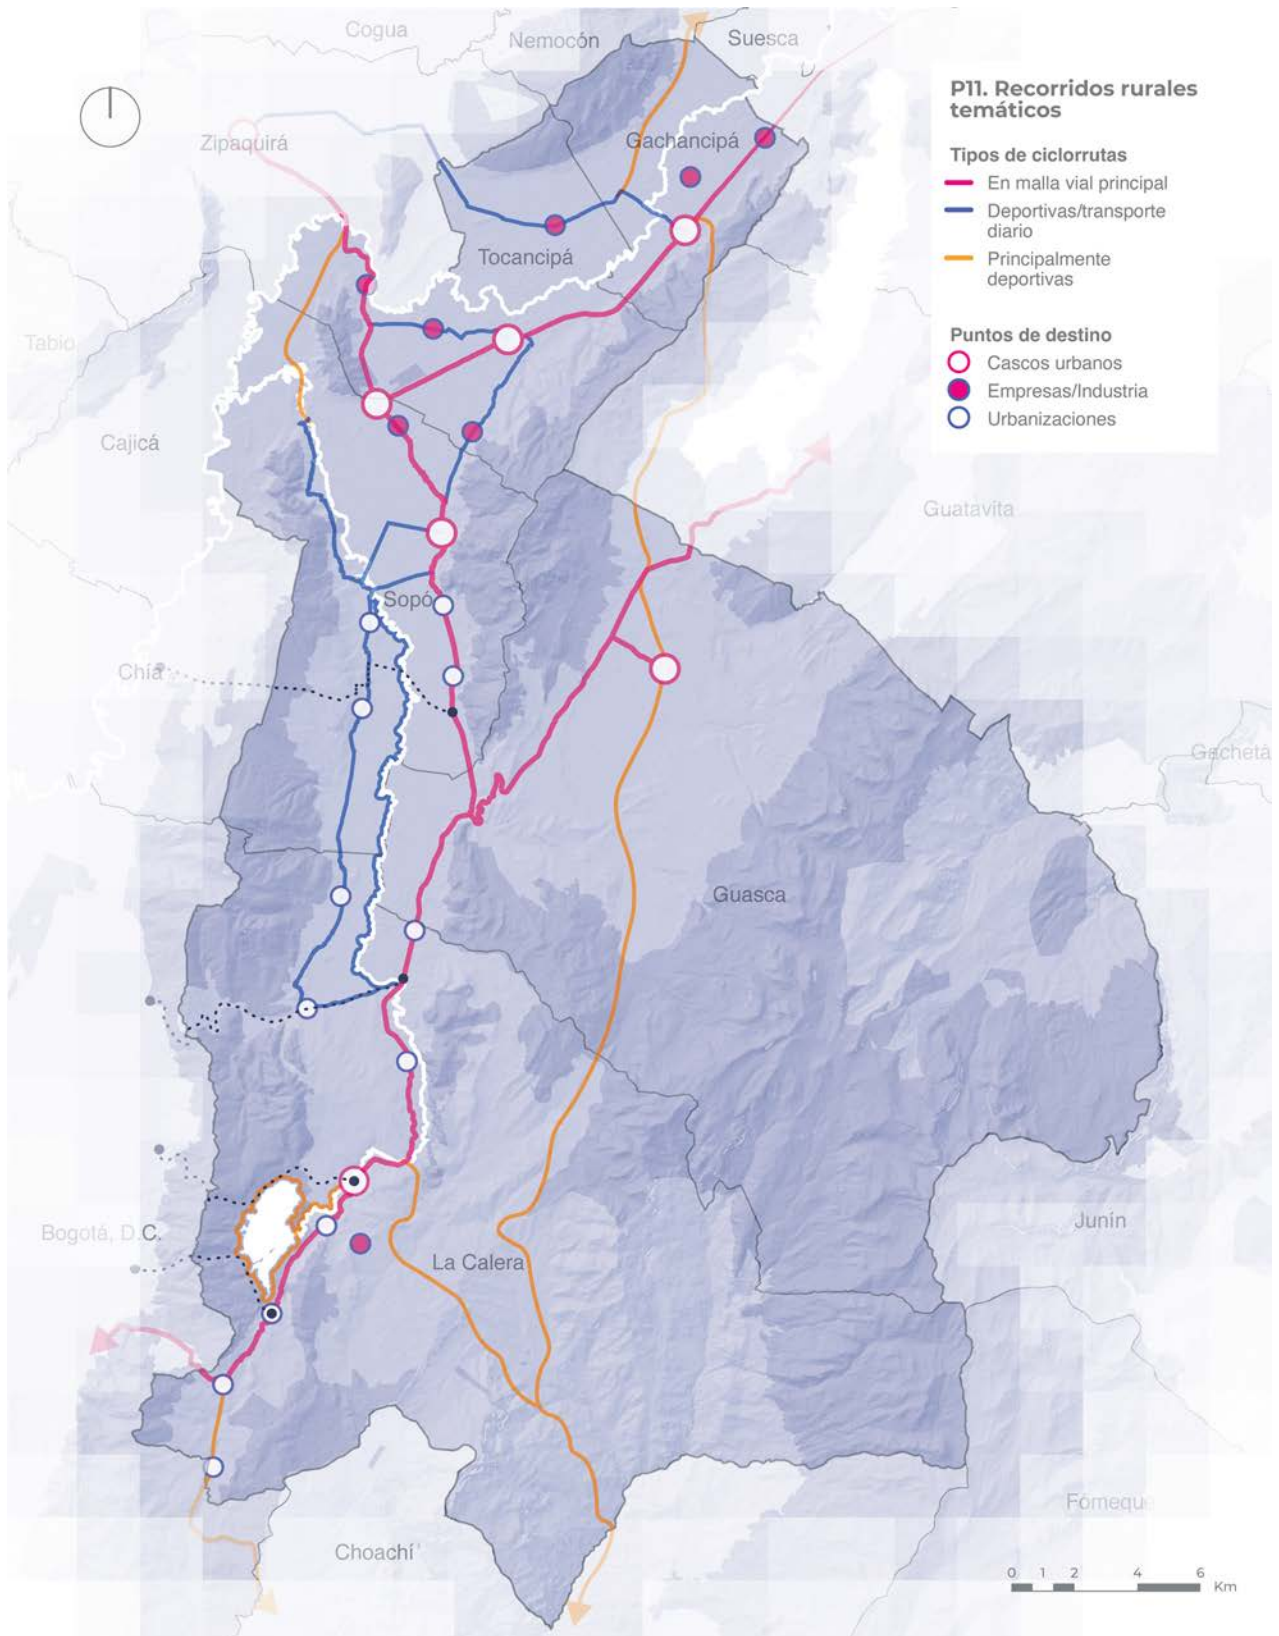 Cogua
Nemocón
Suesca
P11. Recorridos rurales
temáticos
Zipaquirá
Gachancipá
Tipos de ciclorrutas
En malla vial principal
Deportivas/transporte
diario
Tocancipá
Principalmente
deportivas
Tabio
Puntos de destino
Cascos urbanos
Empresas/Industria
Urbanizaciones
Cajicá
Guatavita
Sopó
Chía
Gachetá
Guasca
Junín
Bogotá, D.C.
La Calera
Fómeque
Choachí
0 1 2 4 6
Km